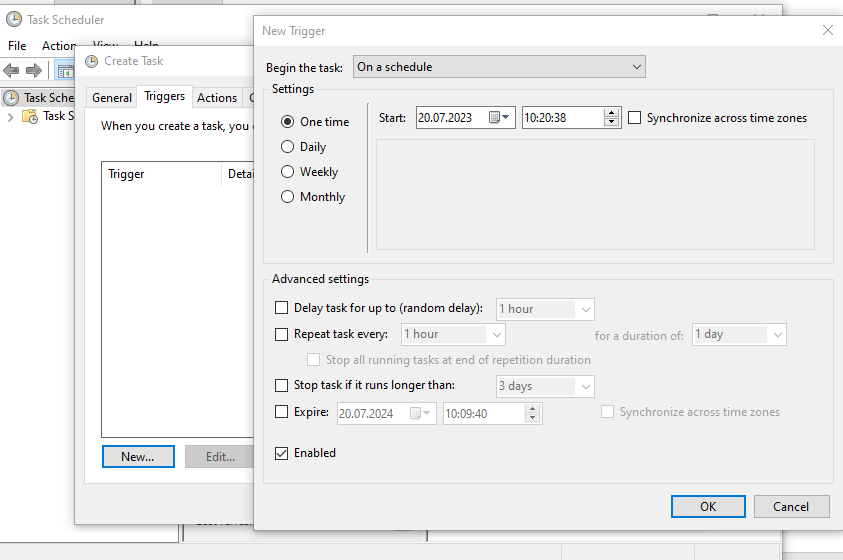 Task Scheduler
File Action View Help
Task Sche
Task S
Create Task
General Triggers Actions
When you create a task, you
Trigger Detai
New... Edit...
New Trigger
Begin the task: On a schedule
Settings
One time
Daily
Weekly
Monthly
Start: 20.07.2023 10:20:38 Synchronize across time zones
Advanced settings
Delay task for up to (random delay): 1 hour
Repeat task every: 1 hour for a duration of: 1 day
Stop all running tasks at end of repetition duration
Stop task if it runs longer than: 3 days
Expire: 20.07.2024 10:09:40 Synchronize across time zones
Enabled
OK Cancel